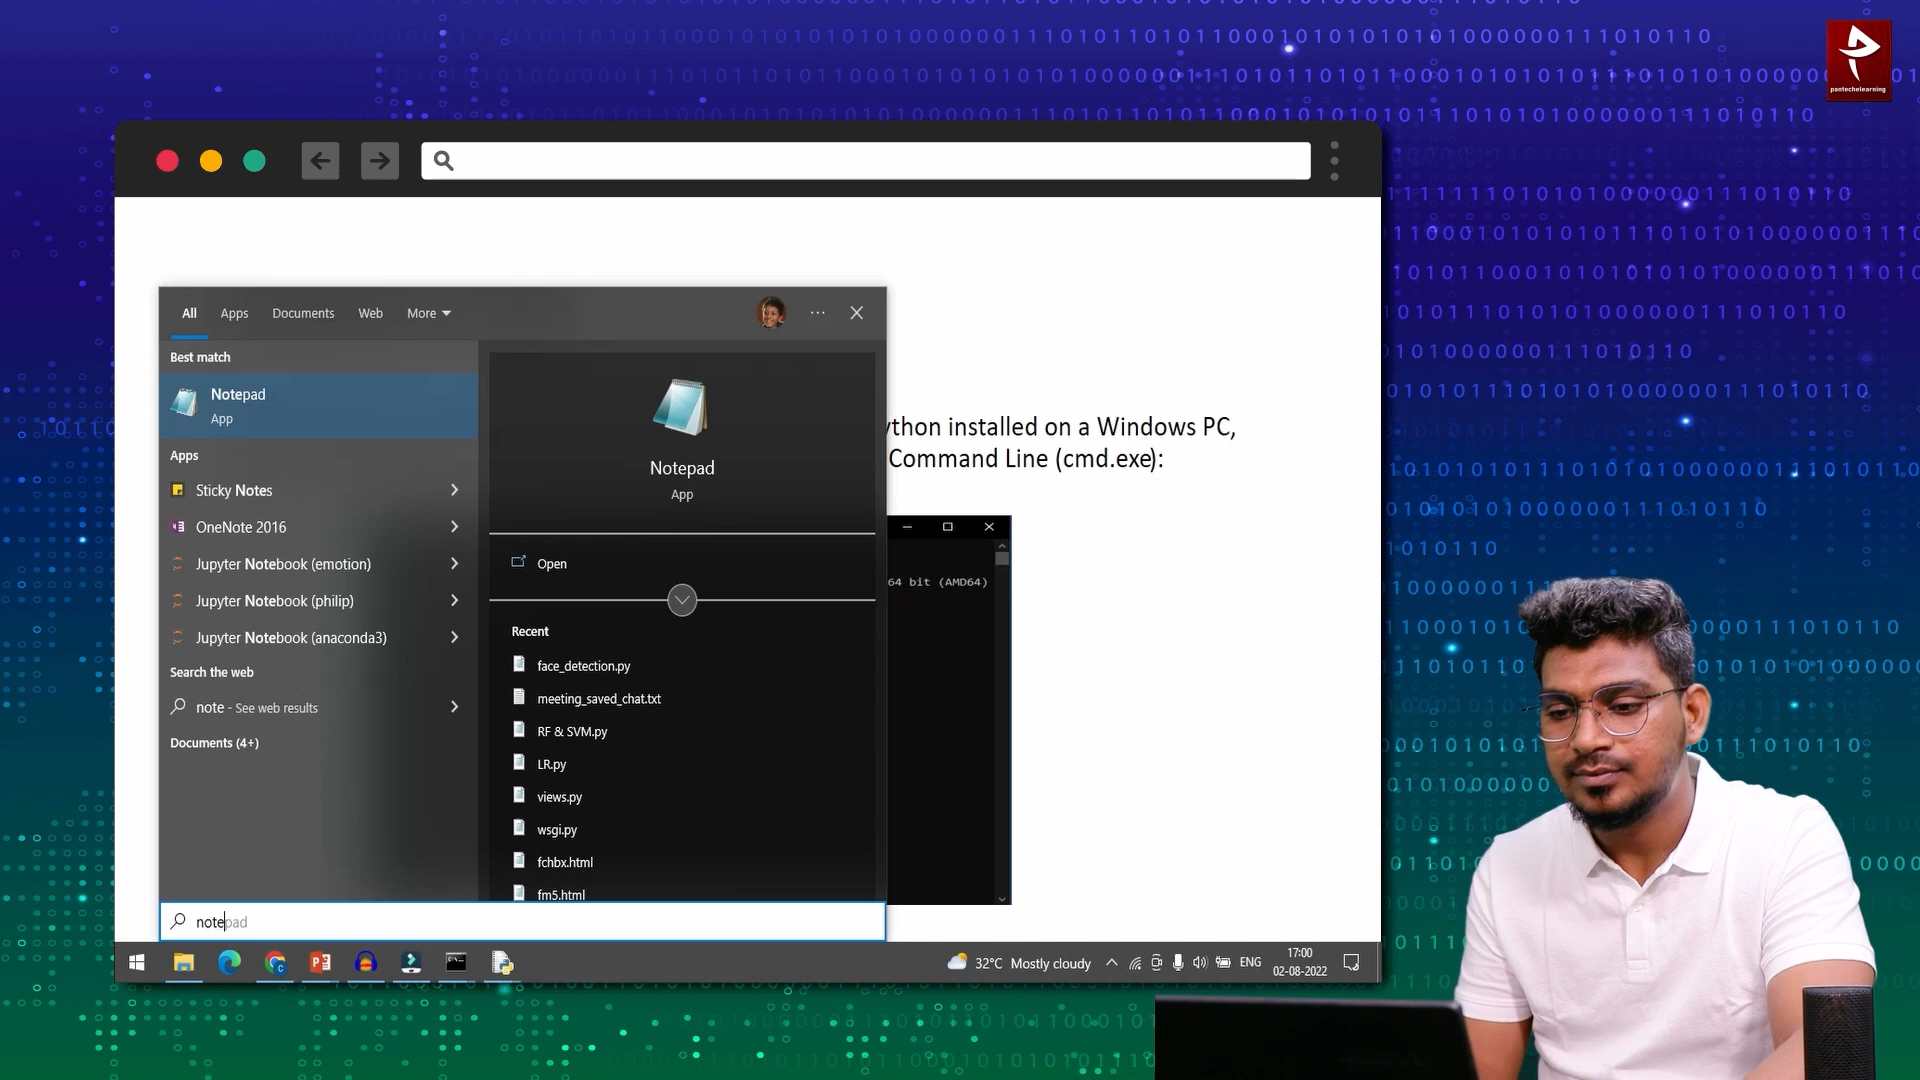 pantechelearning
All Apps Documents Web More
Best match
Notepad
App
Apps
Sticky Notes
OneNote 2016
Jupyter Notebook (emotion)
Jupyter Notebook (philip)
Jupyter Notebook (anaconda3)
Search the web
note - See web results
Documents (4+)
Notepad
App
Open
Recent
face_detection.py
meeting_saved_chat.txt
RF & SVM.py
LR.py
views.py
wsgi.py
fchbx.html
fm5.html
ython installed on a Windows PC,
Command Line (cmd.exe):
64 bit (AMD64)
notepad
32°C Mostly cloudy
ENG
17:00
02-08-2022